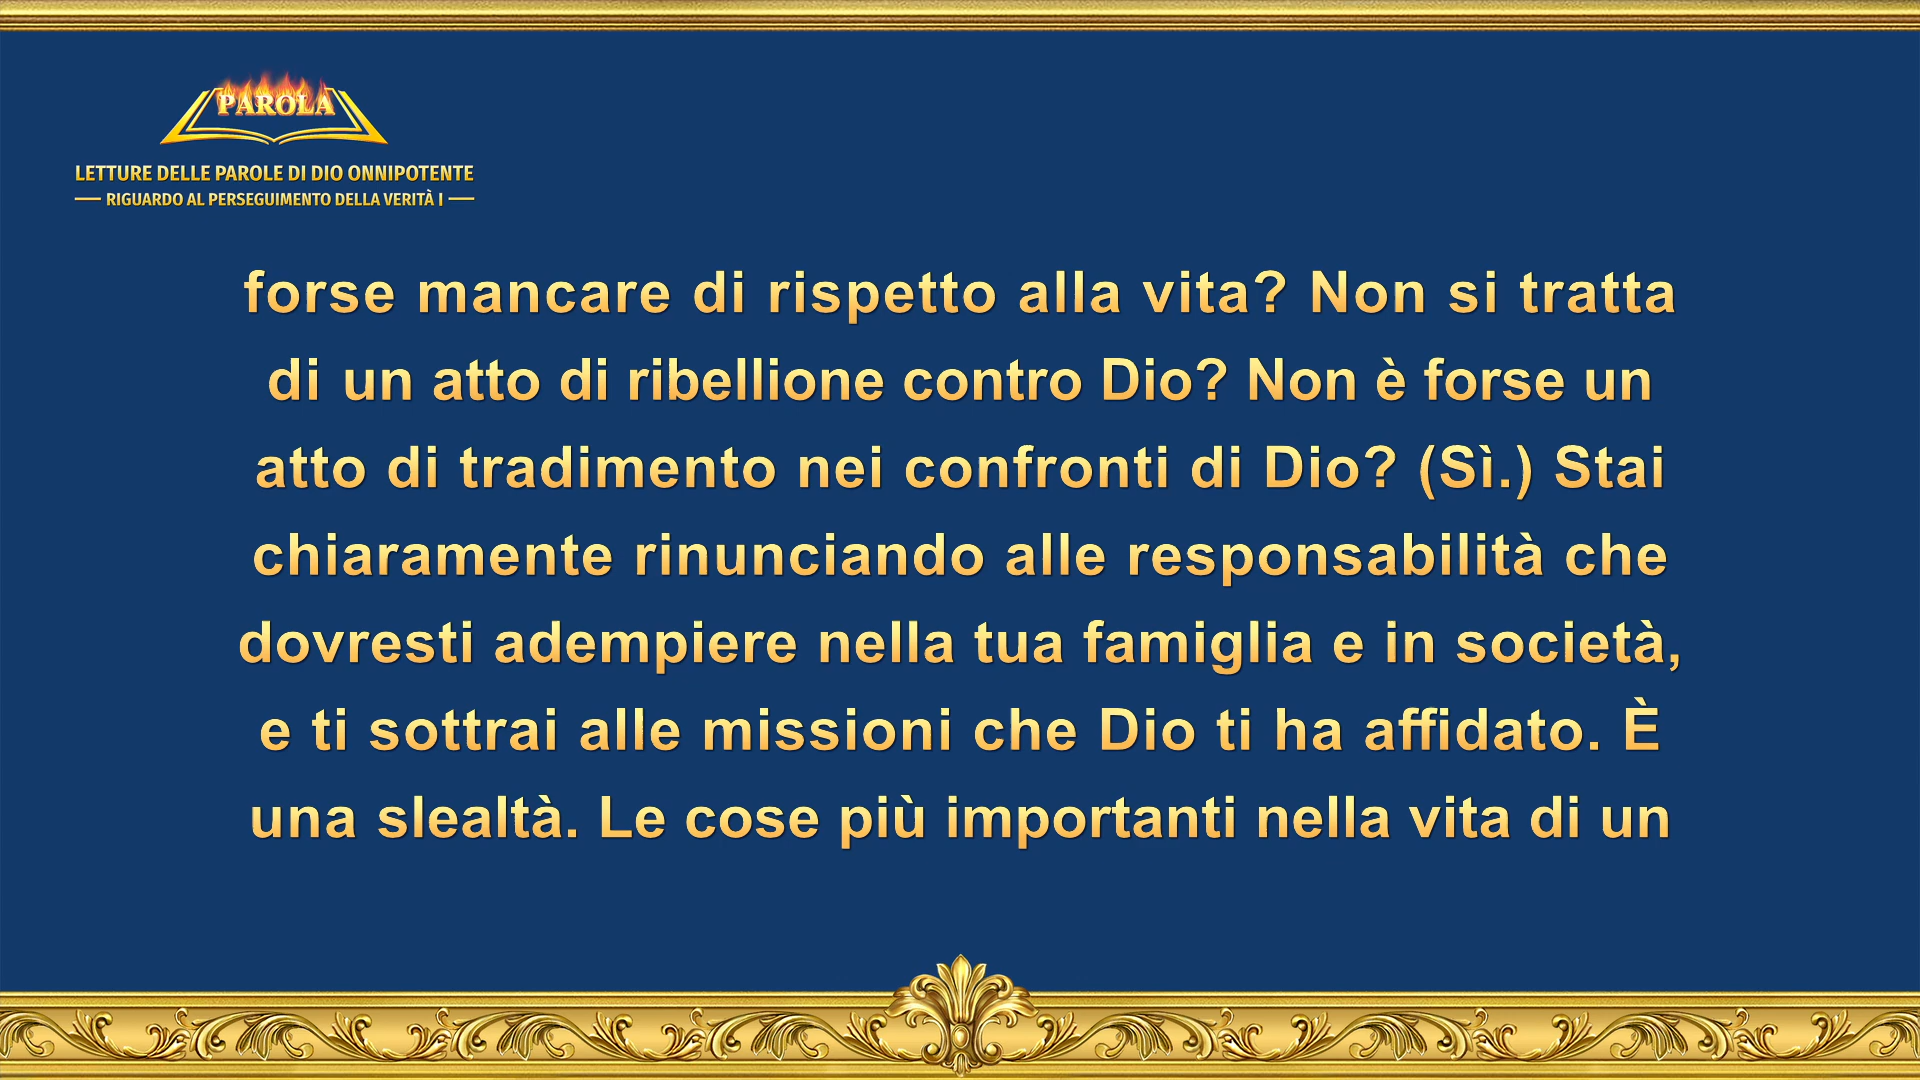 PAROLA
LETTURE DELLE PAROLE DI DIO ONNIPOTENTE
RIGUARDO AL PERSEGUIMENTO DELLA VERITÀ I
forse mancare di rispetto alla vita? Non si tratta
di un atto di ribellione contro Dio? Non è forse un
atto di tradimento nei confronti di Dio? (Sì.) Stai
chiaramente rinunciando alle responsabilità che
dovresti adempiere nella tua famiglia e in società,
e ti sottrai alle missioni che Dio ti ha affidato. È
una slealtà. Le cose più importanti nella vita di un